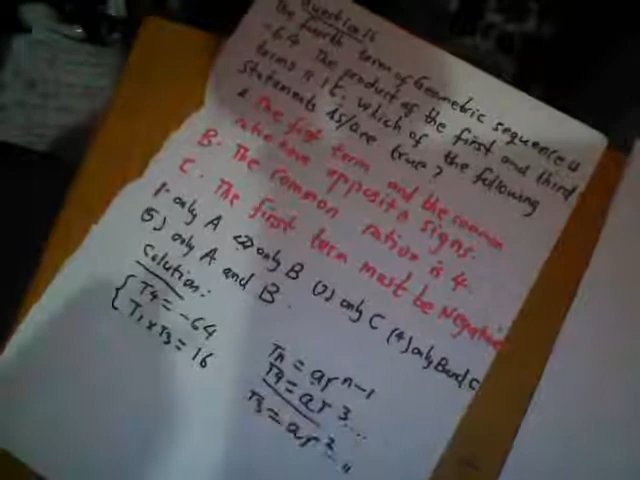 Question 16
The fourth term of Geometric sequence is
-64. The product of the first and third
terms is 16. which of the following
statements is/are true?
A. The first term and the common
ratio have opposite signs.
B. The common ration is 4.
C. The first term must be Negative
1. only A (2) only B (3) only C (4) only B and C
(5) only A and B.
Solution:
T4 = -64
T1 x T3 = 16
Tn = ar^n-1
T4 = ar^3...
T3 = ar^2...